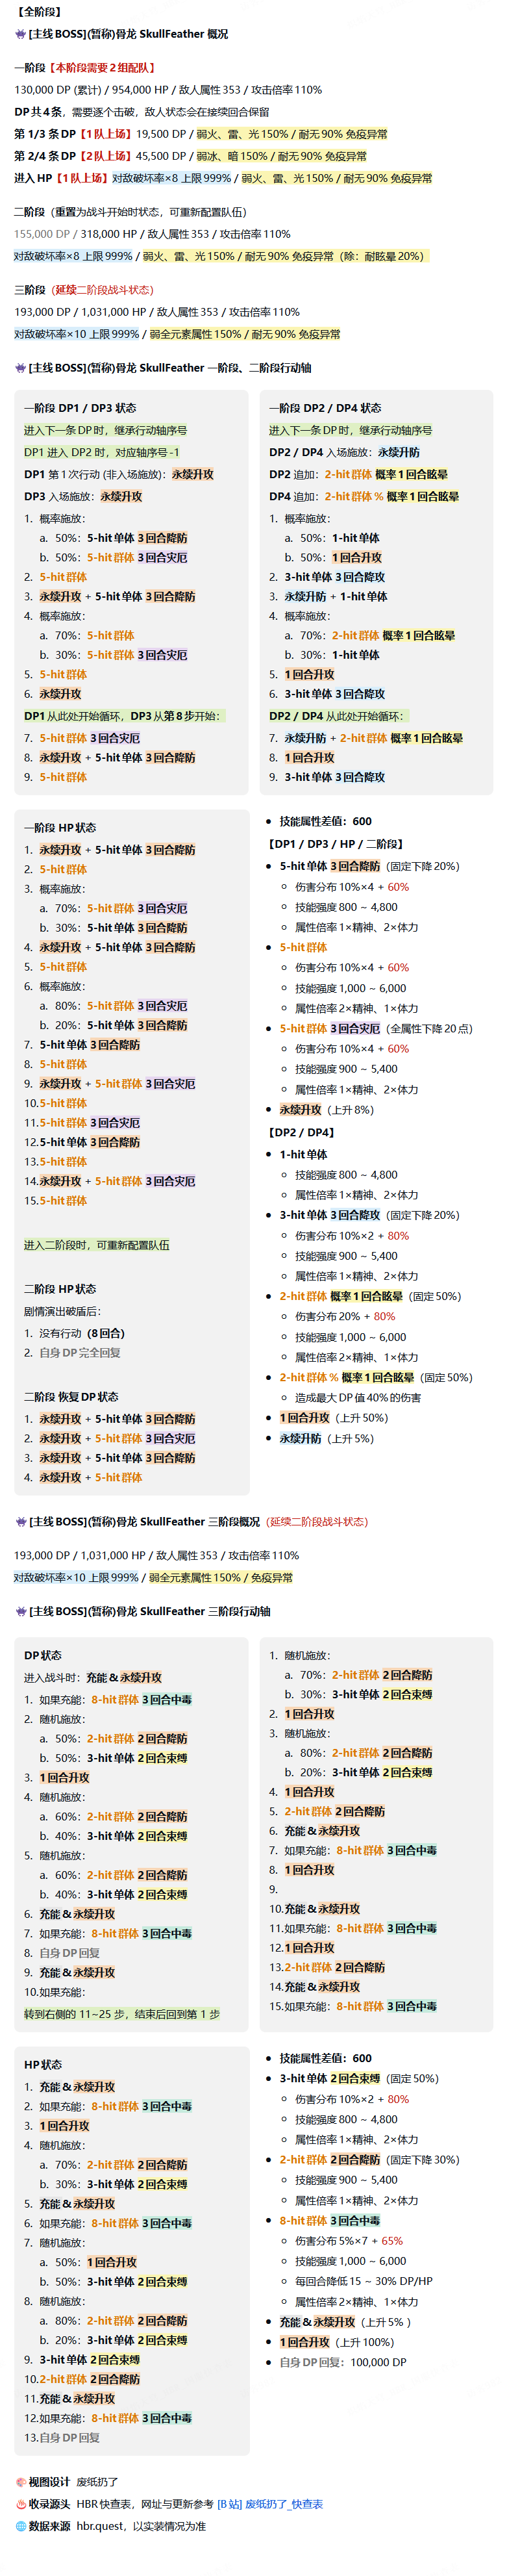 【全阶段】
[主线 BOSS](暂称)骨龙 SkullFeather 概况
一阶段【本阶段需要 2 组配队】
130,000 DP (累计) / 954,000 HP / 敌人属性 353 / 攻击倍率 110%
DP 共 4 条，需要逐个击破，敌人状态会在接续回合保留
第 1/3 条 DP【1 队上场】19,500 DP / 弱火、雷、光 150% / 耐无 90% 免疫异常
第 2/4 条 DP【2 队上场】45,500 DP / 弱冰、暗 150% / 耐无 90% 免疫异常
进入 HP【1 队上场】对敌破坏率×8 上限 999% / 弱火、雷、光 150% / 耐无 90% 免疫异常
二阶段（重置为战斗开始时状态，可重新配置队伍）
155,000 DP / 318,000 HP / 敌人属性 353 / 攻击倍率 110%
对敌破坏率×8 上限 999% / 弱火、雷、光 150% / 耐无 90% 免疫异常（除：耐眩晕 20%）
三阶段（延续二阶段战斗状态）
193,000 DP / 1,031,000 HP / 敌人属性 353 / 攻击倍率 110%
对敌破坏率×10 上限 999% / 弱全元素属性 150% / 耐无 90% 免疫异常
[主线 BOSS](暂称)骨龙 SkullFeather 一阶段、二阶段行动轴
一阶段 DP1 / DP3 状态
进入下一条 DP 时，继承行动轴序号
DP1 进入 DP2 时，对应轴序号 -1
DP1 第 1 次行动 (非入场施放)：永续升攻
DP3 入场施放：永续升攻
1. 概率施放：
a. 50%：5-hit 单体 3 回合降防
b. 50%：5-hit 群体 3 回合灾厄
2. 5-hit 群体
3. 永续升攻 + 5-hit 单体 3 回合降防
4. 概率施放：
a. 70%：5-hit 群体
b. 30%：5-hit 群体 3 回合灾厄
5. 5-hit 群体
6. 永续升攻
DP1 从此处开始循环，DP3 从第 8 步开始：
7. 5-hit 群体 3 回合灾厄
8. 永续升攻 + 5-hit 单体 3 回合降防
9. 5-hit 群体
一阶段 DP2 / DP4 状态
进入下一条 DP 时，继承行动轴序号
DP2 / DP4 入场施放：永续升防
DP2 追加：2-hit 群体 概率 1 回合眩晕
DP4 追加：2-hit 群体 % 概率 1 回合眩晕
1. 概率施放：
a. 50%：1-hit 单体
b. 50%：1 回合升攻
2. 3-hit 单体 3 回合降攻
3. 永续升防 + 1-hit 单体
4. 概率施放：
a. 70%：2-hit 群体 概率 1 回合眩晕
b. 30%：1-hit 单体
5. 1 回合升攻
6. 3-hit 单体 3 回合降攻
DP2 / DP4 从此处开始循环：
7. 永续升防 + 2-hit 群体 概率 1 回合眩晕
8. 1 回合升攻
9. 3-hit 单体 3 回合降攻
一阶段 HP 状态
1. 永续升攻 + 5-hit 单体 3 回合降防
2. 5-hit 群体
3. 概率施放：
a. 70%：5-hit 群体 3 回合灾厄
b. 30%：5-hit 单体 3 回合降防
4. 永续升攻 + 5-hit 单体 3 回合降防
5. 5-hit 群体
6. 概率施放：
a. 80%：5-hit 群体 3 回合灾厄
b. 20%：5-hit 单体 3 回合降防
7. 5-hit 单体 3 回合降防
8. 5-hit 群体
9. 永续升攻 + 5-hit 群体 3 回合灾厄
10. 5-hit 群体
11. 5-hit 群体 3 回合灾厄
12. 5-hit 单体 3 回合降防
13. 5-hit 群体
14. 永续升攻 + 5-hit 群体 3 回合灾厄
15. 5-hit 群体
进入二阶段时，可重新配置队伍
二阶段 HP 状态
剧情演出破盾后：
1. 没有行动（8 回合）
2. 自身 DP 完全回复
二阶段 恢复 DP 状态
1. 永续升攻 + 5-hit 单体 3 回合降防
2. 永续升攻 + 5-hit 群体 3 回合灾厄
3. 永续升攻 + 5-hit 单体 3 回合降防
4. 永续升攻 + 5-hit 群体
技能属性差值：600
【DP1 / DP3 / HP / 二阶段】
5-hit 单体 3 回合降防（固定下降 20%）
伤害分布 10%×4 + 60%
技能强度 800 ~ 4,800
属性倍率 1×精神、2×体力
5-hit 群体
伤害分布 10%×4 + 60%
技能强度 1,000 ~ 6,000
属性倍率 2×精神、1×体力
5-hit 群体 3 回合灾厄（全属性下降 20 点）
伤害分布 10%×4 + 60%
技能强度 900 ~ 5,400
属性倍率 1×精神、2×体力
永续升攻（上升 8%）
【DP2 / DP4】
1-hit 单体
技能强度 800 ~ 4,800
属性倍率 1×精神、2×体力
3-hit 单体 3 回合降攻（固定下降 20%）
伤害分布 10%×2 + 80%
技能强度 900 ~ 5,400
属性倍率 1×精神、2×体力
2-hit 群体 概率 1 回合眩晕（固定 50%）
伤害分布 20% + 80%
技能强度 1,000 ~ 6,000
属性倍率 2×精神、1×体力
2-hit 群体 % 概率 1 回合眩晕（固定 50%）
造成最大 DP 值 40% 的伤害
1 回合升攻（上升 50%）
永续升防（上升 5%）
[主线 BOSS](暂称)骨龙 SkullFeather 三阶段概况（延续二阶段战斗状态）
193,000 DP / 1,031,000 HP / 敌人属性 353 / 攻击倍率 110%
对敌破坏率×10 上限 999% / 弱全元素属性 150% / 免疫异常
[主线 BOSS](暂称)骨龙 SkullFeather 三阶段行动轴
DP 状态
进入战斗时：充能 & 永续升攻
1. 如果充能：8-hit 群体 3 回合中毒
2. 随机施放：
a. 50%：2-hit 群体 2 回合降防
b. 50%：3-hit 单体 2 回合束缚
3. 1 回合升攻
4. 随机施放：
a. 60%：2-hit 群体 2 回合降防
b. 40%：3-hit 单体 2 回合束缚
5. 随机施放：
a. 60%：2-hit 群体 2 回合降防
b. 40%：3-hit 单体 2 回合束缚
6. 充能 & 永续升攻
7. 如果充能：8-hit 群体 3 回合中毒
8. 自身 DP 回复
9. 充能 & 永续升攻
10. 如果充能：
转到右侧的 11~25 步，结束后回到第 1 步
1. 随机施放：
a. 70%：2-hit 群体 2 回合降防
b. 30%：3-hit 单体 2 回合束缚
2. 1 回合升攻
3. 随机施放：
a. 80%：2-hit 群体 2 回合降防
b. 20%：3-hit 单体 2 回合束缚
4. 1 回合升攻
5. 2-hit 群体 2 回合降防
6. 充能 & 永续升攻
7. 如果充能：8-hit 群体 3 回合中毒
8. 1 回合升攻
9.
10. 充能 & 永续升攻
11. 如果充能：8-hit 群体 3 回合中毒
12. 1 回合升攻
13. 2-hit 群体 2 回合降防
14. 充能 & 永续升攻
15. 如果充能：8-hit 群体 3 回合中毒
HP 状态
1. 充能 & 永续升攻
2. 如果充能：8-hit 群体 3 回合中毒
3. 1 回合升攻
4. 随机施放：
a. 70%：2-hit 群体 2 回合降防
b. 30%：3-hit 单体 2 回合束缚
5. 充能 & 永续升攻
6. 如果充能：8-hit 群体 3 回合中毒
7. 随机施放：
a. 50%：1 回合升攻
b. 50%：3-hit 单体 2 回合束缚
8. 随机施放：
a. 80%：2-hit 群体 2 回合降防
b. 20%：3-hit 单体 2 回合束缚
9. 3-hit 单体 2 回合束缚
10. 2-hit 群体 2 回合降防
11. 充能 & 永续升攻
12. 如果充能：8-hit 群体 3 回合中毒
13. 自身 DP 回复
技能属性差值：600
3-hit 单体 2 回合束缚（固定 50%）
伤害分布 10%×2 + 80%
技能强度 800 ~ 4,800
属性倍率 1×精神、2×体力
2-hit 群体 2 回合降防（固定下降 30%）
技能强度 900 ~ 5,400
属性倍率 1×精神、2×体力
8-hit 群体 3 回合中毒
伤害分布 5%×7 + 65%
技能强度 1,000 ~ 6,000
每回合降低 15 ~ 30% DP/HP
属性倍率 2×精神、1×体力
充能 & 永续升攻（上升 5% ）
1 回合升攻（上升 100%）
自身 DP 回复：100,000 DP
视图设计 废纸扔了
收录源头 HBR 快查表，网址与更新参考 [B 站] 废纸扔了_快查表
数据来源 hbr.quest，以实装情况为准